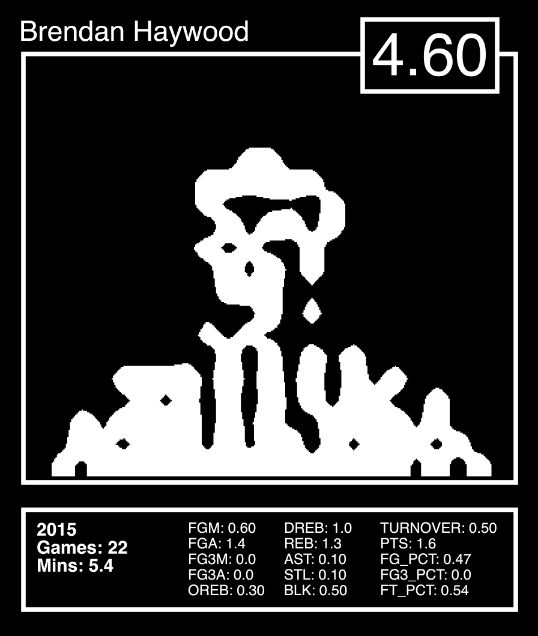 Brendan Haywood
4.60
2015
Games: 22
Mins: 5.4
FGM: 0.60
FGA: 1.4
FG3M: 0.0
FG3A: 0.0
OREB: 0.30
DREB: 1.0
REB: 1.3
AST: 0.10
STL: 0.10
BLK: 0.50
TURNOVER: 0.50
PTS: 1.6
FG_PCT: 0.47
FG3_PCT: 0.0
FT_PCT: 0.54